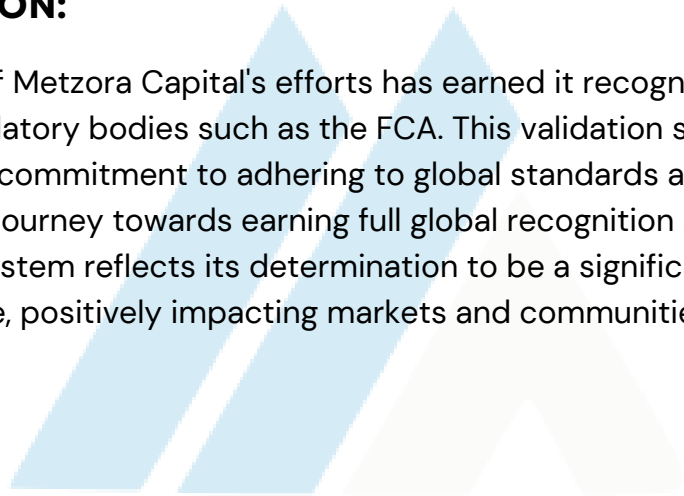 ON:
f Metzora Capital's efforts has earned it recogn
latory bodies such as the FCA. This validation s
commitment to adhering to global standards a
ourney towards earning full global recognition
stem reflects its determination to be a signific
e, positively impacting markets and communitie